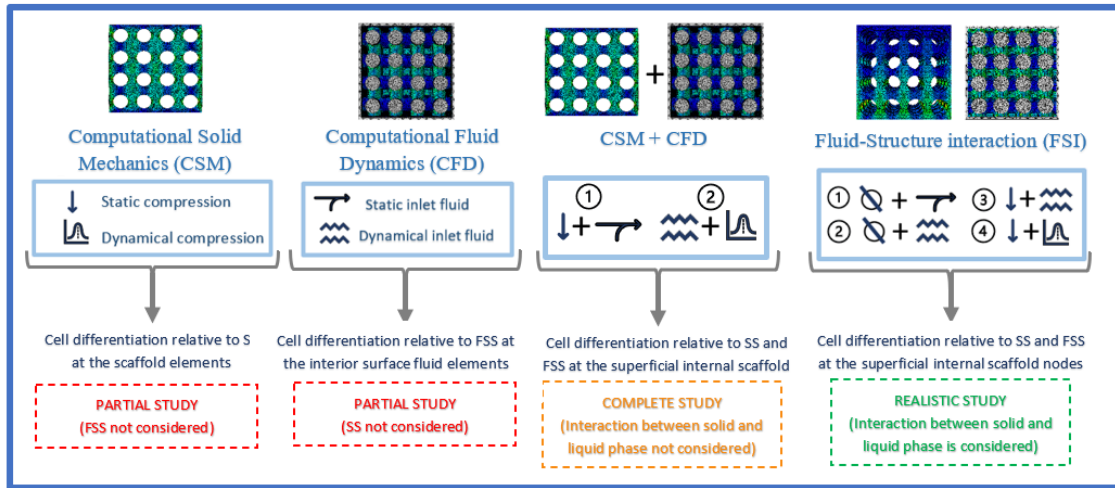 Computational Solid
Mechanics (CSM)
Static compression
Dynamical compression
Cell differentiation relative to S
at the scaffold elements
PARTIAL STUDY
(FSS not considered)
Computational Fluid
Dynamics (CFD)
Static inlet fluid
Dynamical inlet fluid
Cell differentiation relative to FSS at
the interior surface fluid elements
PARTIAL STUDY
(SS not considered)
+
CSM + CFD
1 2
+ +
Cell differentiation relative to SS and
FSS at the superficial internal scaffold
COMPLETE STUDY
(Interaction between solid and
liquid phase not considered)
Fluid-Structure interaction (FSI)
1 + 3 +
2 + 4 +
Cell differentiation relative to SS and FSS
at the superficial internal scaffold nodes
REALISTIC STUDY
(Interaction between solid and
liquid phase is considered)